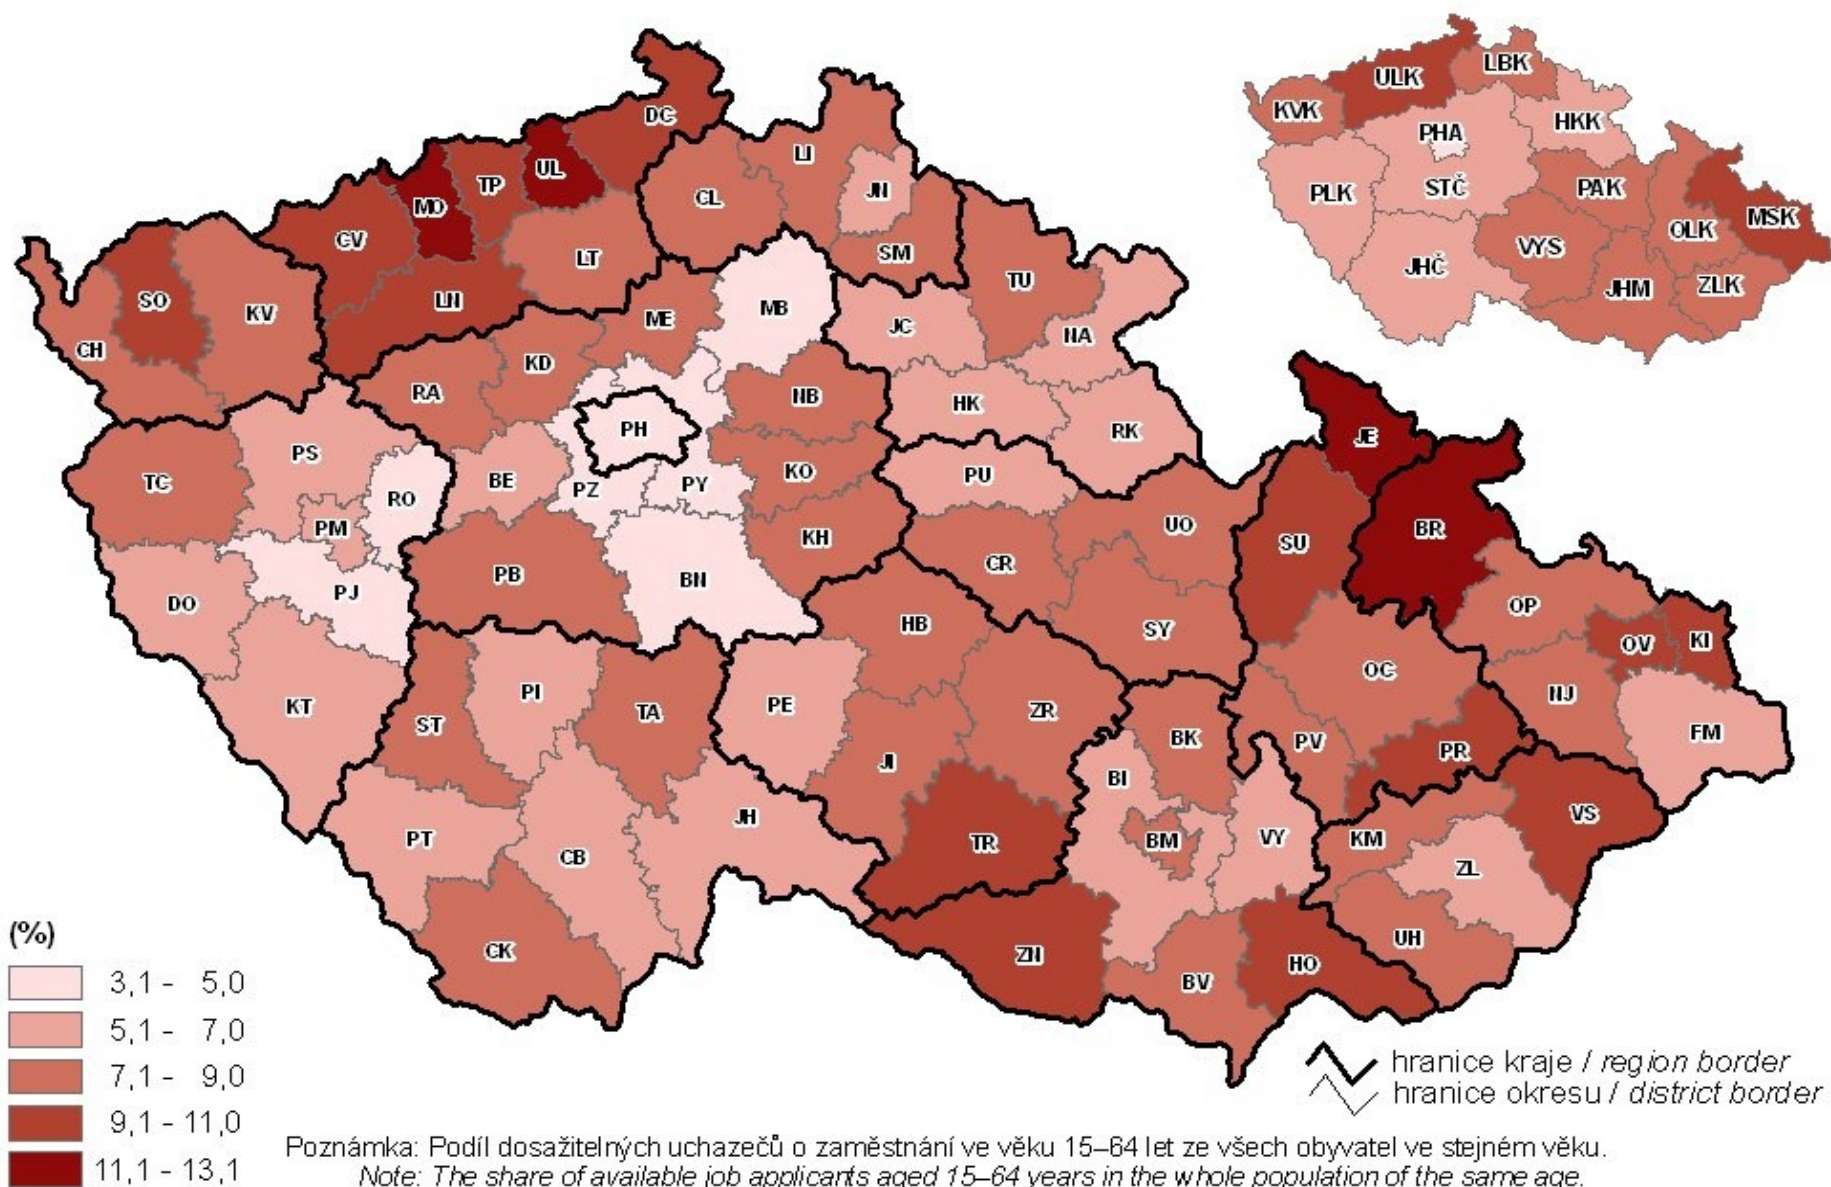 DC
UL
TP
MO
CV
LT
LN
SO
KV
CH
CL
LI
JN
SM
TU
MB
ME
JC
NA
KD
RA
NB
HK
RK
PH
PS
TC
RO
BE
PZ
PY
KO
PU
PM
PJ
DO
PB
BN
KH
CR
UO
SU
JE
BR
OP
OV
KI
HB
SY
OC
NJ
FM
KT
ST
PI
TA
PE
ZR
JI
BK
PV
PR
VS
BI
BM
VY
KM
ZL
PT
CB
JH
TR
CK
ZN
BV
HO
UH
ULK
LBK
KVK
PHA
HKK
PLK
STČ
PAK
OLK
MSK
JHČ
VYS
JHM
ZLK
(%)
3,1 - 5,0
5,1 - 7,0
7,1 - 9,0
9,1 - 11,0
11,1 - 13,1
hranice kraje / region border
hranice okresu / district border
Poznámka: Podíl dosažitelných uchazečů o zaměstnání ve věku 15–64 let ze všech obyvatel ve stejném věku.
Note: The share of available job applicants aged 15–64 years in the whole population of the same age.